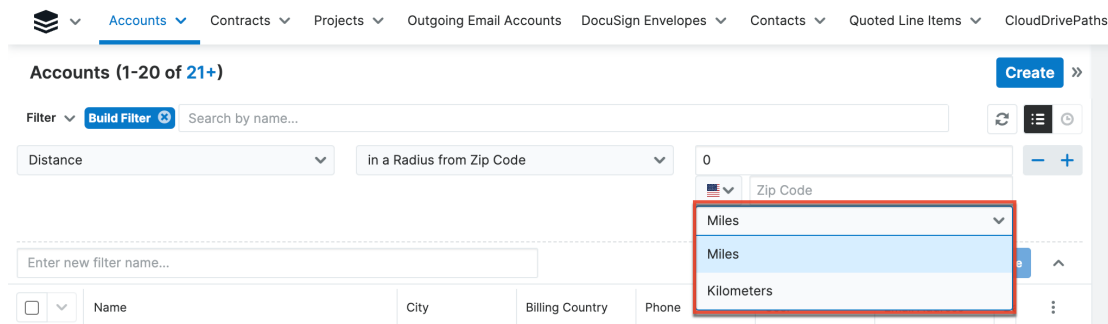 Accounts Contracts Projects Outgoing Email Accounts DocuSign Envelopes Contacts Quoted Line Items CloudDrivePaths
Accounts (1-20 of 21+) Create
Filter Build Filter Search by name...
Distance in a Radius from Zip Code 0
Zip Code
Miles
Miles
Enter new filter name...
Kilometers
Name City Billing Country Phone